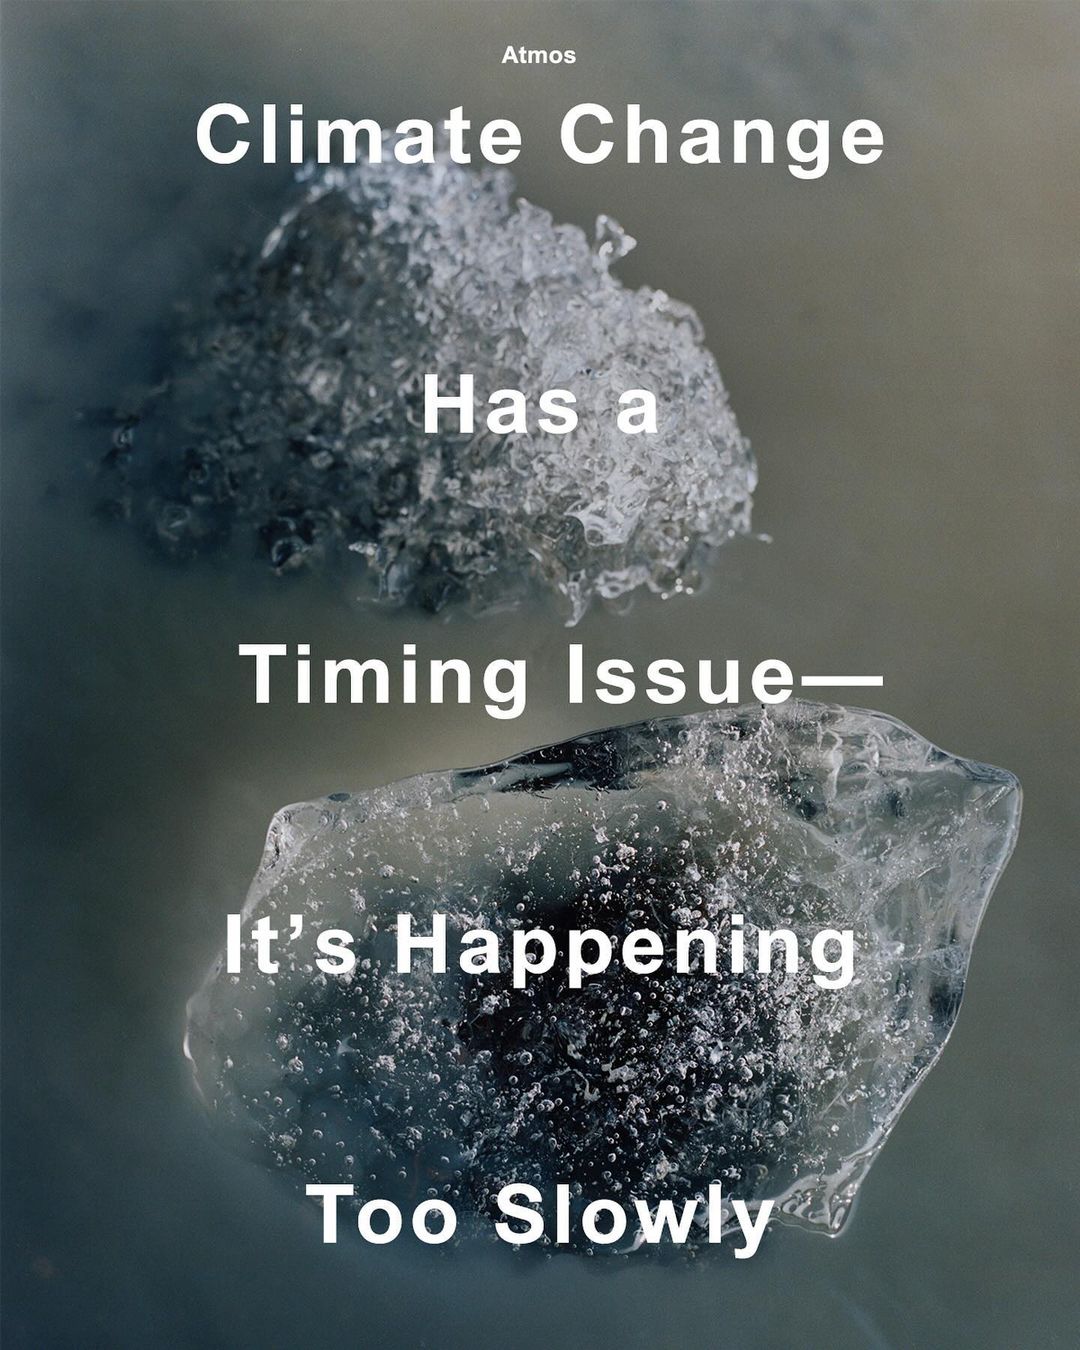 Atmos
Climate Change
Has a
Timing Issue—
It’s Happening
Too Slowly